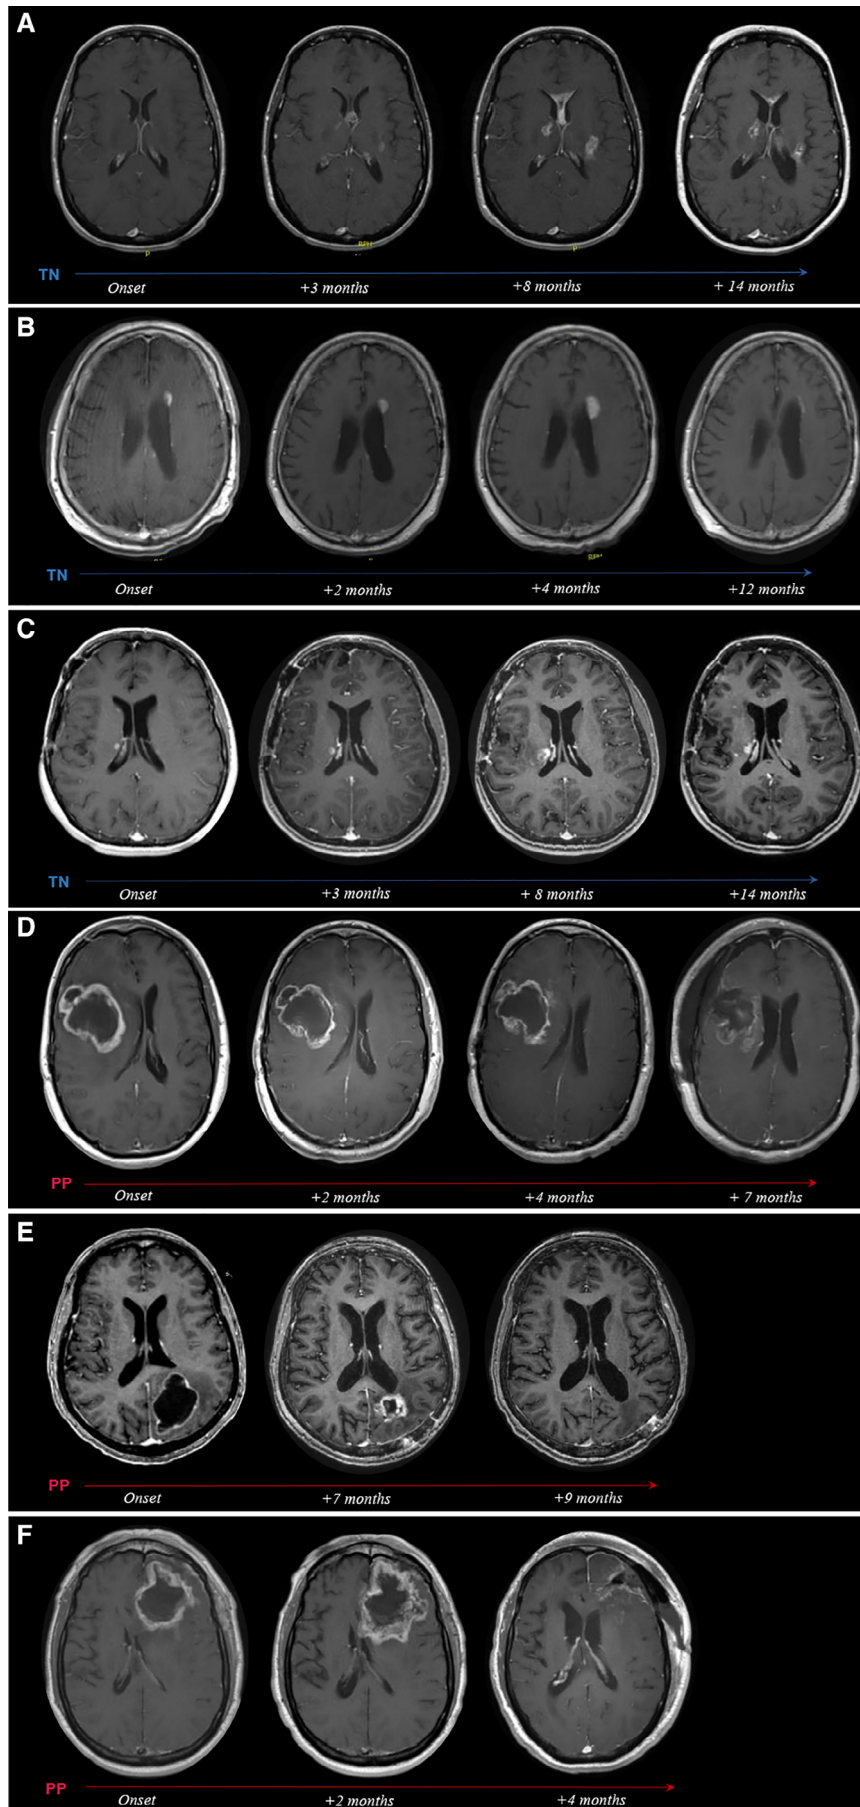 A
P
RPH
P
TN
Onset
+3 months
+8 months
+ 14 months
B
RPH
TN
Onset
+2 months
+4 months
+12 months
C
TN
Onset
+3 months
+ 8 months
+14 months
D
PP
Onset
+2 months
+4 months
+ 7 months
E
PP
Onset
+7 months
+9 months
F
PP
Onset
+2 months
+4 months